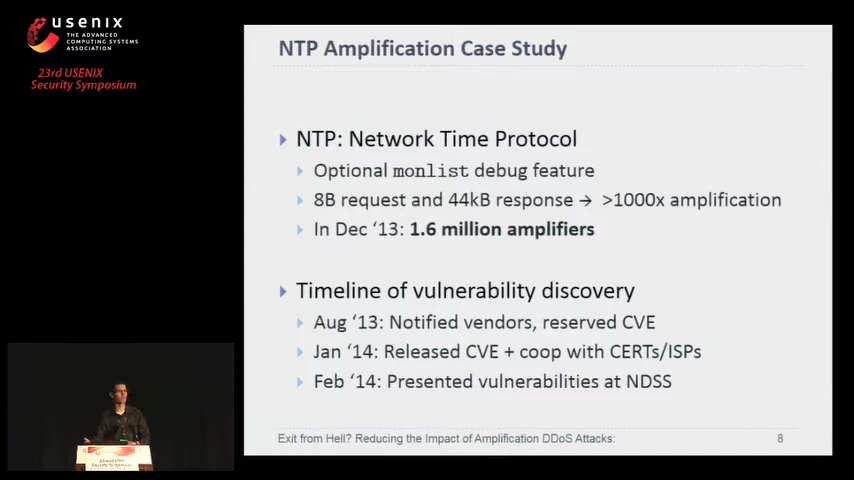 usenix
THE ADVANCED
COMPUTING SYSTEMS
ASSOCIATION
23rd USENIX
Security Symposium
NTP Amplification Case Study
NTP: Network Time Protocol
Optional monlist debug feature
8B request and 44kB response → >1000x amplification
In Dec ‘13: 1.6 million amplifiers
Timeline of vulnerability discovery
Aug ‘13: Notified vendors, reserved CVE
Jan ‘14: Released CVE + coop with CERTs/ISPs
Feb ‘14: Presented vulnerabilities at NDSS
Exit from Hell? Reducing the Impact of Amplification DDoS Attacks:
8